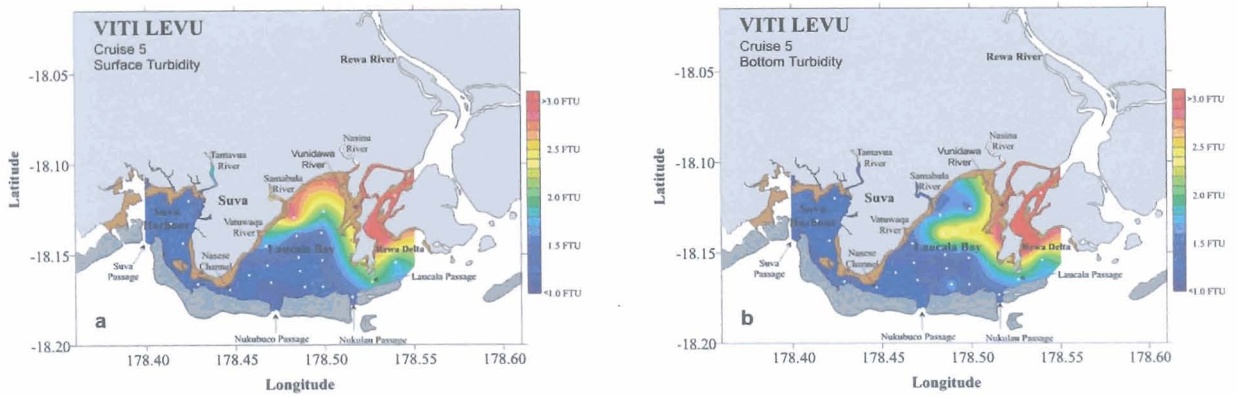 VITI LEVU
Cruise 5
Surface Turbidity
Rewa River
-18.05
>3.0 FTU
Nasinu
River
Vunidawa
River
Tamavua
River
-18.10
2.5 FTU
Samabula
River
Latitude
Suva
2.0 FTU
Suva
Harbour
Vatuwaqa
River
Laucala Bay
Rewa Delta
1.5 FTU
Nasese
Channel
-18.15
Suva
Passage
Laucala Passage
<1.0 FTU
a
Nukubuco Passage
Nukulau Passage
-18.20
178.40
178.45
178.50
178.55
178.60
Longitude
VITI LEVU
Cruise 5
Bottom Turbidity
Rewa River
-18.05
>3.0 FTU
Nasinu
River
Vunidawa
River
Tamavua
River
-18.10
2.5 FTU
Samabula
River
Latitude
Suva
2.0 FTU
Suva
Harbour
Vatuwaqa
River
Laucala Bay
Rewa Delta
1.5 FTU
Nasese
Channel
-18.15
Suva
Passage
Laucala Passage
<1.0 FTU
b
Nukubuco Passage
Nukulau Passage
-18.20
178.40
178.45
178.50
178.55
178.60
Longitude